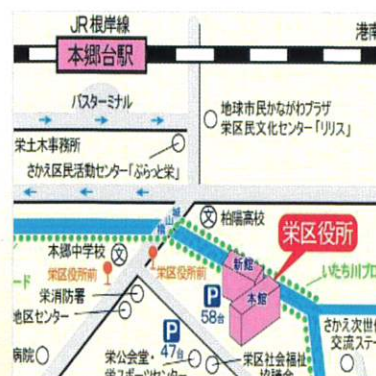 JR根岸線
港南
本郷台駅
バスターミナル
地球市民かながわプラザ
栄区民文化センター「リリス」
栄土木事務所
さかえ区民活動センター「ぷらっと栄」
文 柏陽高校
栄区役所
本郷中学校 文
新館
いたち川プロ
ード
栄区役所前
栄区役所前
本館
栄消防署
P
58台
地区センター
P
47台
さかえ次世代
交流ステー
病院
栄公会堂・
栄スポーツセンター
栄区社会福祉
協議会